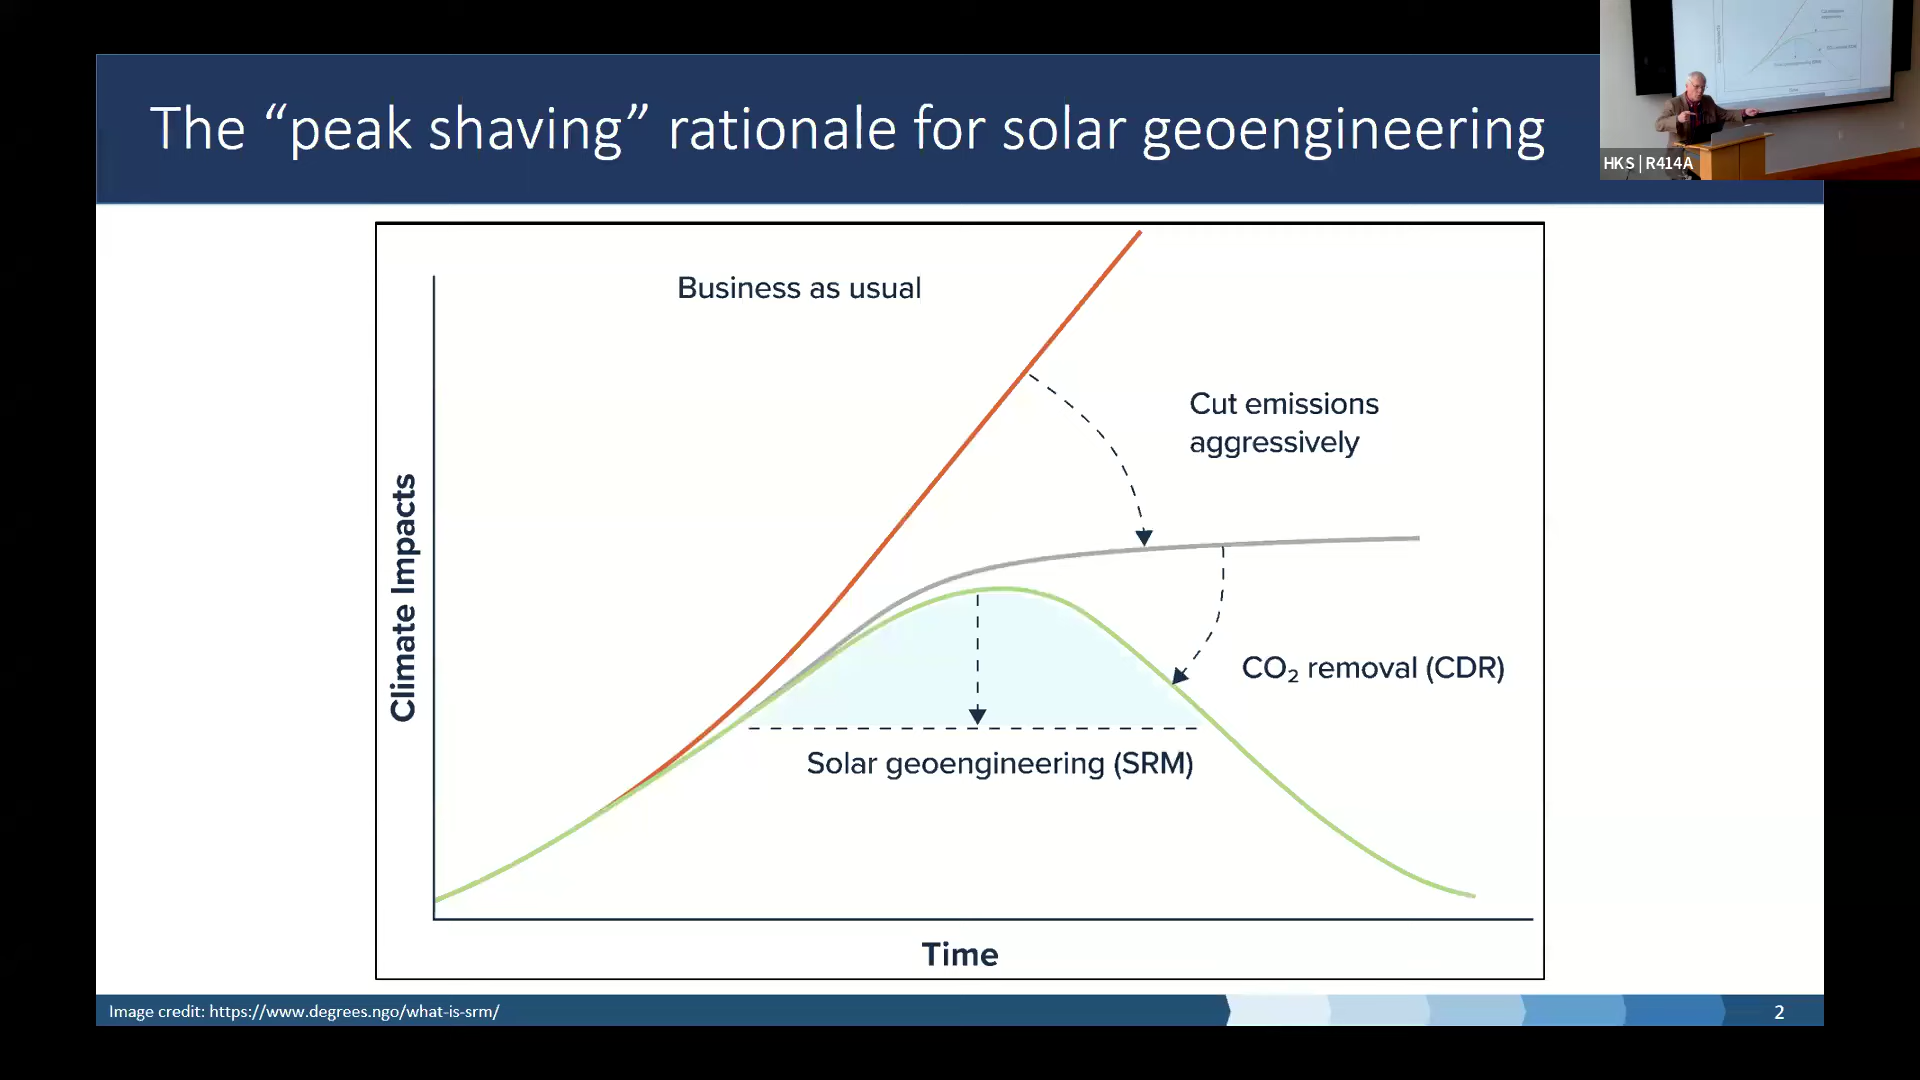 The “peak shaving” rationale for solar geoengineering
HKS | R414A
Business as usual
Cut emissions
aggressively
Climate Impacts
CO₂ removal (CDR)
Solar geoengineering (SRM)
Time
Image credit: https://www.degrees.ngo/what-is-srm/
2